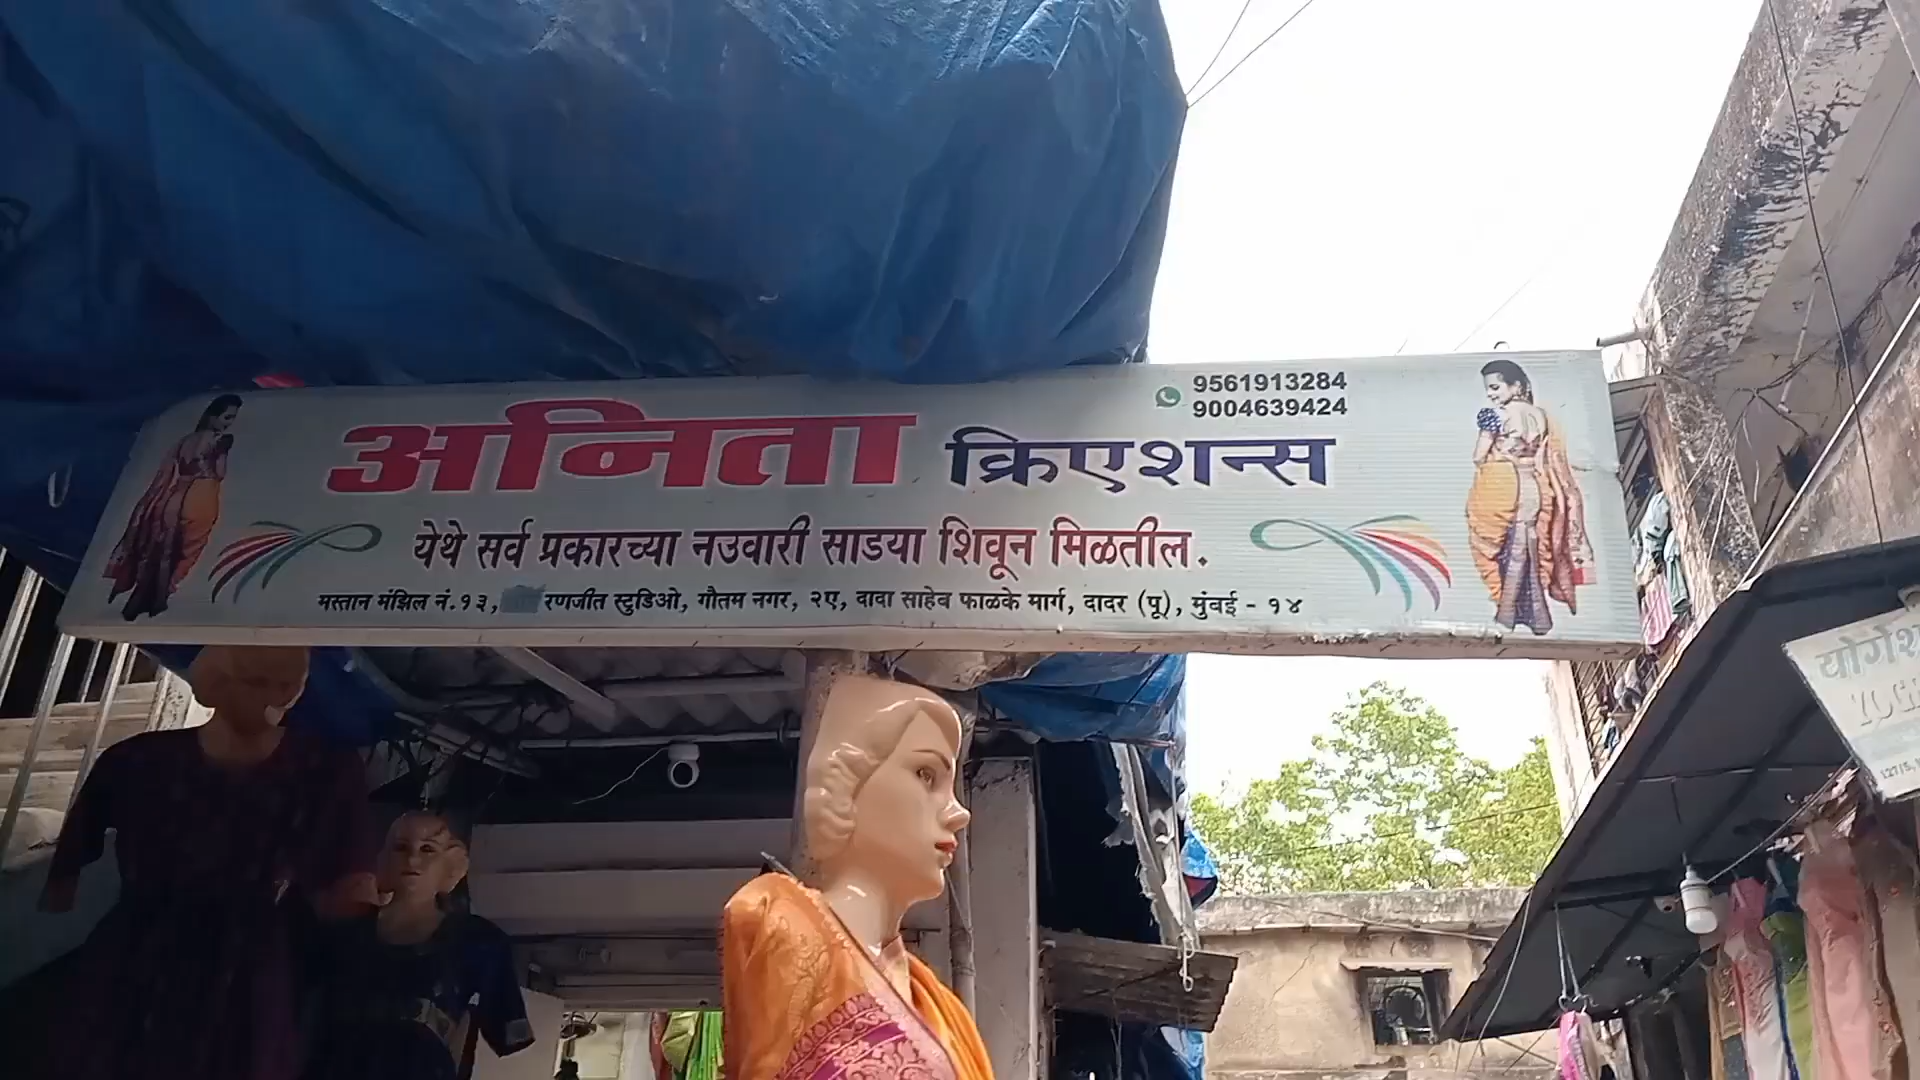 9561913284
9004639424
अनिता क्रिएशन्स
येथे सर्व प्रकारच्या नउवारी साडया शिवून मिळतील.
मस्तान मंझिल नं.१३, रणजीत स्टुडिओ, गौतम नगर, २ए, दादा साहेब फाळके मार्ग, दादर (पू), मुंबई - १४